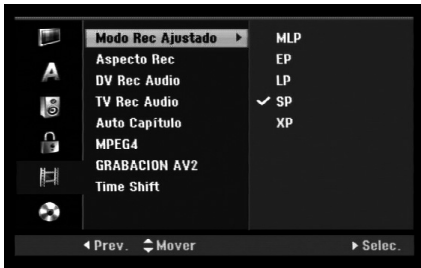 Modo Rec Ajustado
Aspecto Rec
DV Rec Audio
TV Rec Audio
Auto Capítulo
MPEG4
GRABACION AV2
Time Shift
MLP
EP
LP
SP
XP
A
Prev. Mover Selec.